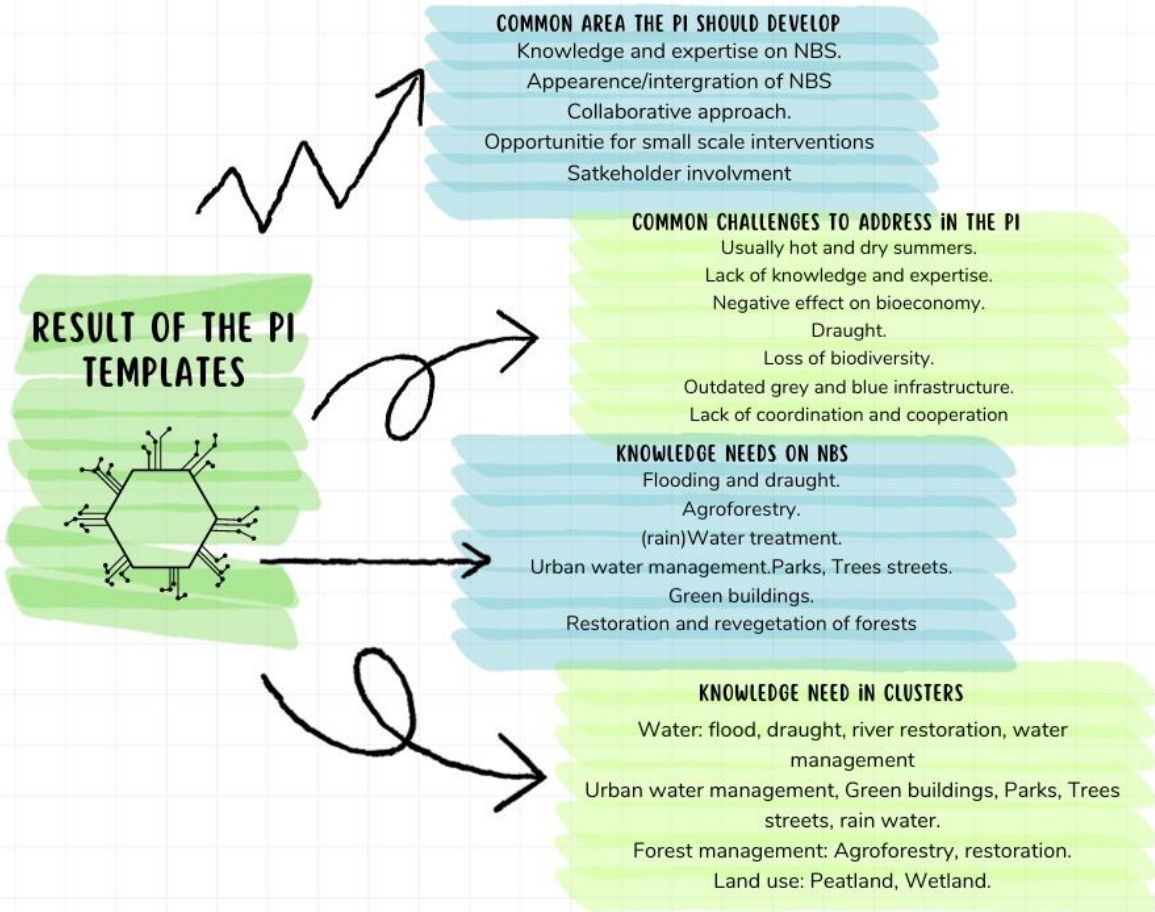 COMMON AREA THE PI SHOULD DEVELOP
Knowledge and expertise on NBS.
Appearence/intergration of NBS
Collaborative approach.
Opportunitie for small scale interventions
Satkeholder involvment
COMMON CHALLENGES TO ADDRESS iN THE PI
Usually hot and dry summers.
Lack of knowledge and expertise.
Negative effect on bioeconomy.
Draught.
Loss of biodiversity.
Outdated grey and blue infrastructure.
Lack of coordination and cooperation
RESULT OF THE PI
TEMPLATES
KNOWLEDGE NEEDS ON NBS
Flooding and draught.
Agroforestry.
(rain)Water treatment.
Urban water management.Parks, Trees streets.
Green buildings.
Restoration and revegetation of forests
KNOWLEDGE NEED iN CLUSTERS
Water: flood, draught, river restoration, water
management
Urban water management, Green buildings, Parks, Trees
streets, rain water.
Forest management: Agroforestry, restoration.
Land use: Peatland, Wetland.